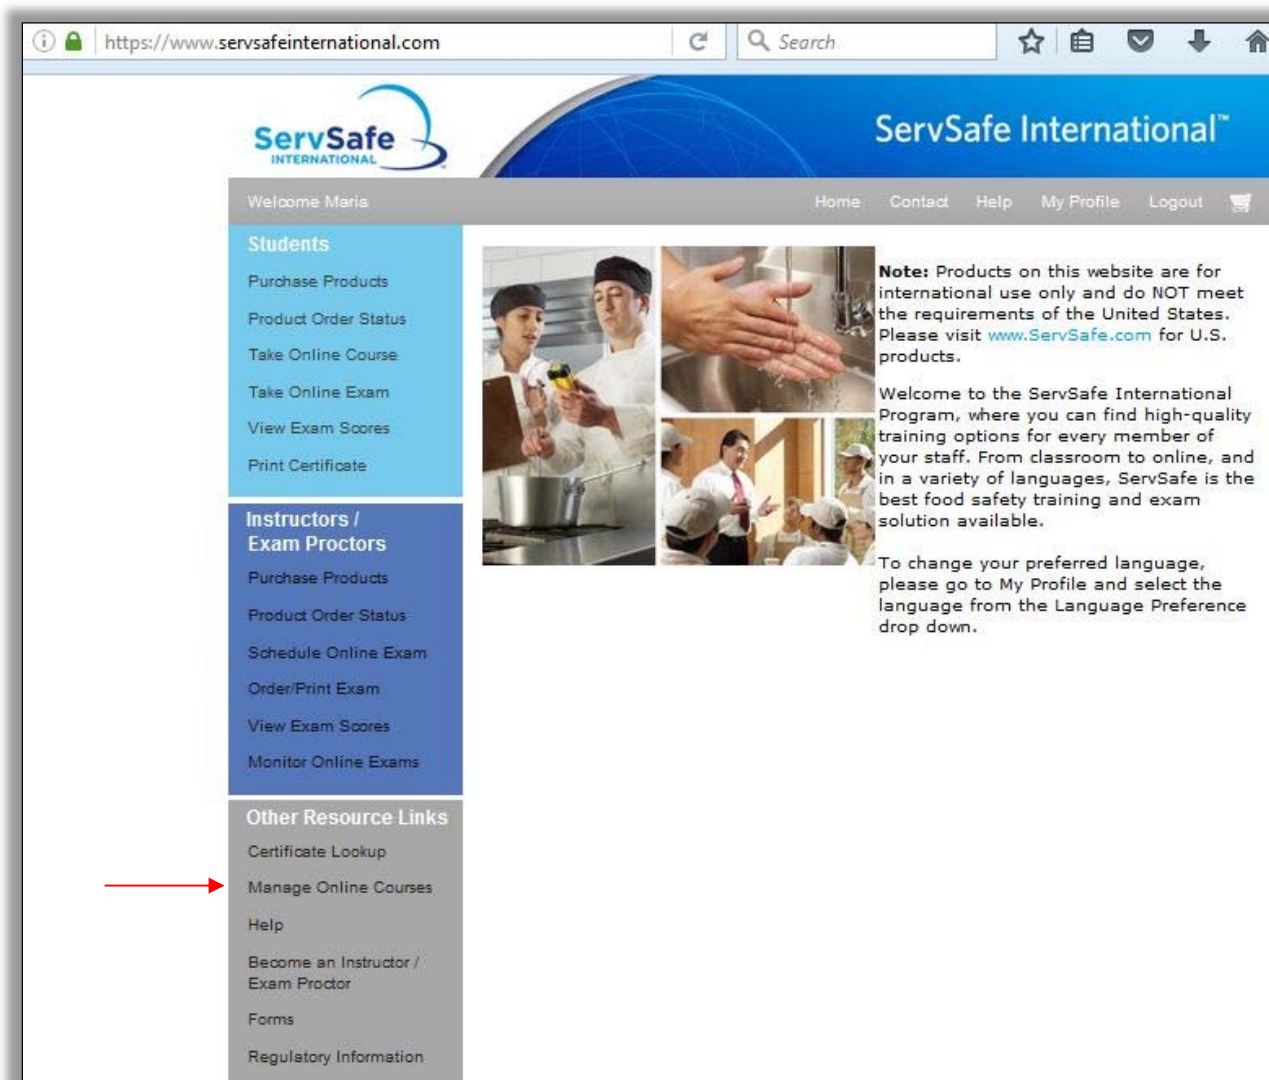 https://www.servsafeinternational.com
Search
ServSafe
INTERNATIONAL
ServSafe International™
Welcome Maria
Home Contact Help My Profile Logout
Students
Purchase Products
Product Order Status
Take Online Course
Take Online Exam
View Exam Scores
Print Certificate
Instructors /
Exam Proctors
Purchase Products
Product Order Status
Schedule Online Exam
Order/Print Exam
View Exam Scores
Monitor Online Exams
Other Resource Links
Certificate Lookup
Manage Online Courses
Help
Become an Instructor /
Exam Proctor
Forms
Regulatory Information
Note: Products on this website are for
international use only and do NOT meet
the requirements of the United States.
Please visit www.ServSafe.com for U.S.
products.
Welcome to the ServSafe International
Program, where you can find high-quality
training options for every member of
your staff. From classroom to online, and
in a variety of languages, ServSafe is the
best food safety training and exam
solution available.
To change your preferred language,
please go to My Profile and select the
language from the Language Preference
drop down.